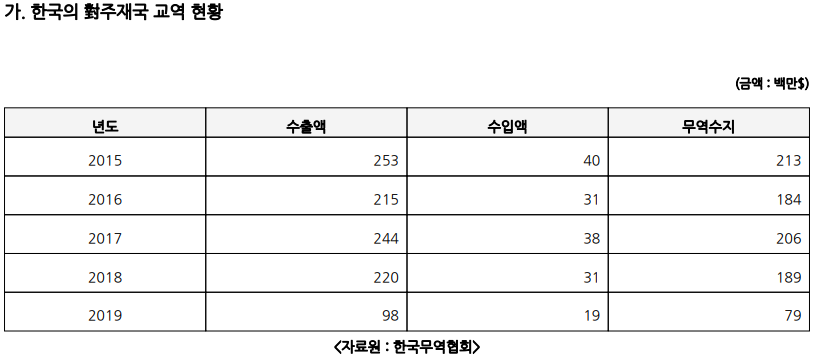 가. 한국의 對주재국 교역 현황
(금액 : 백만$)
년도 수출액 수입액 무역수지
2015 253 40 213
2016 215 31 184
2017 244 38 206
2018 220 31 189
2019 98 19 79
<자료원 : 한국무역협회>